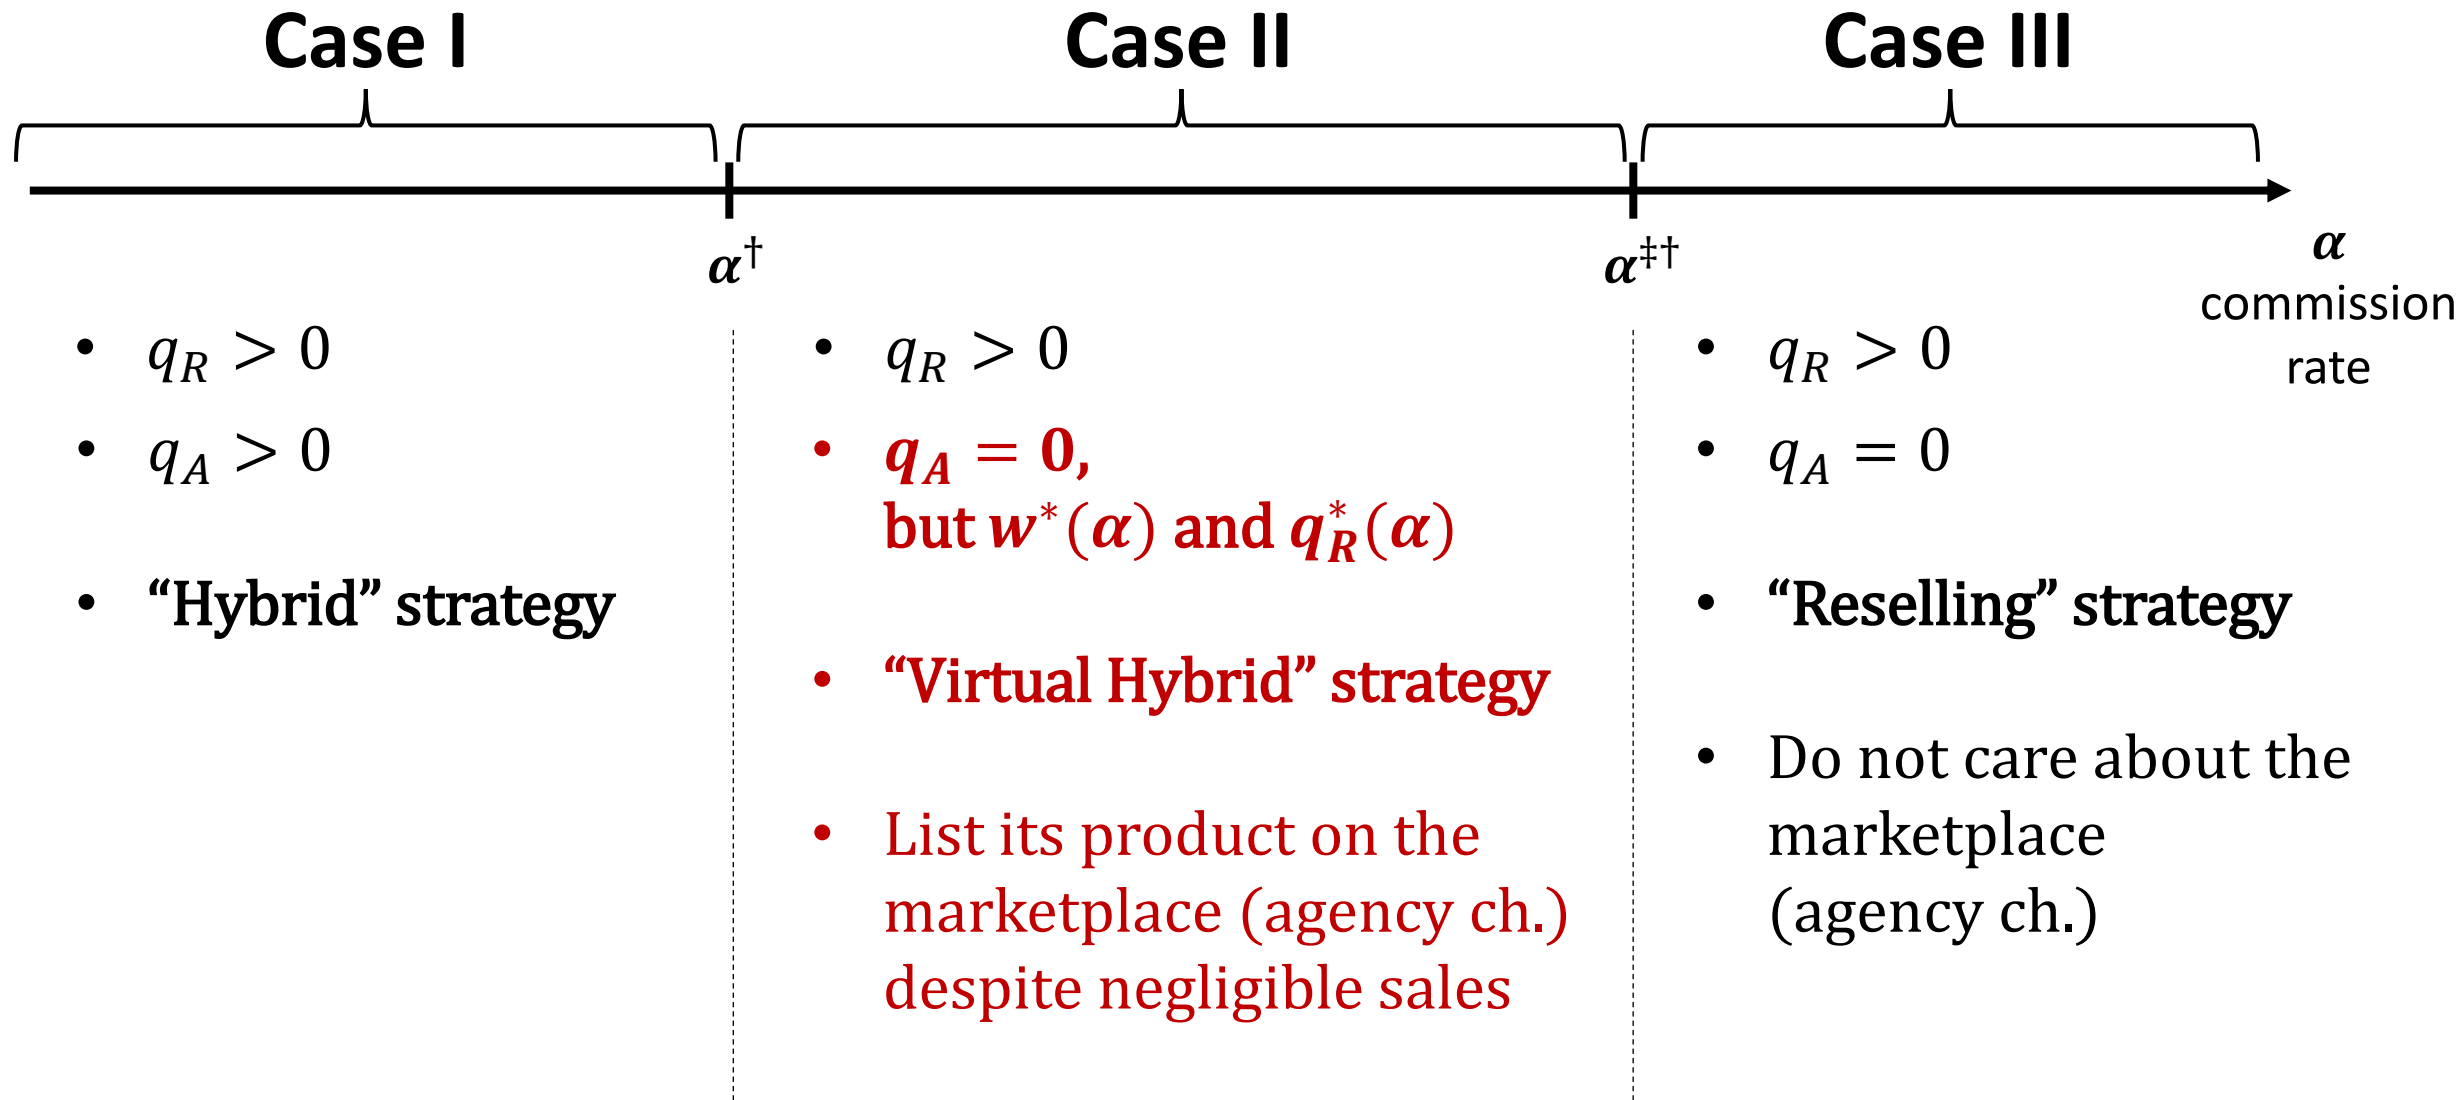 Case I
Case II
Case III
α†
α‡†
α
commission
rate
• q_R > 0
• q_A > 0
• “Hybrid” strategy
• q_R > 0
• q_A = 0,
but w*(α) and q_R*(α)
• “Virtual Hybrid” strategy
• List its product on the
marketplace (agency ch.)
despite negligible sales
• q_R > 0
• q_A = 0
• “Reselling” strategy
• Do not care about the
marketplace
(agency ch.)